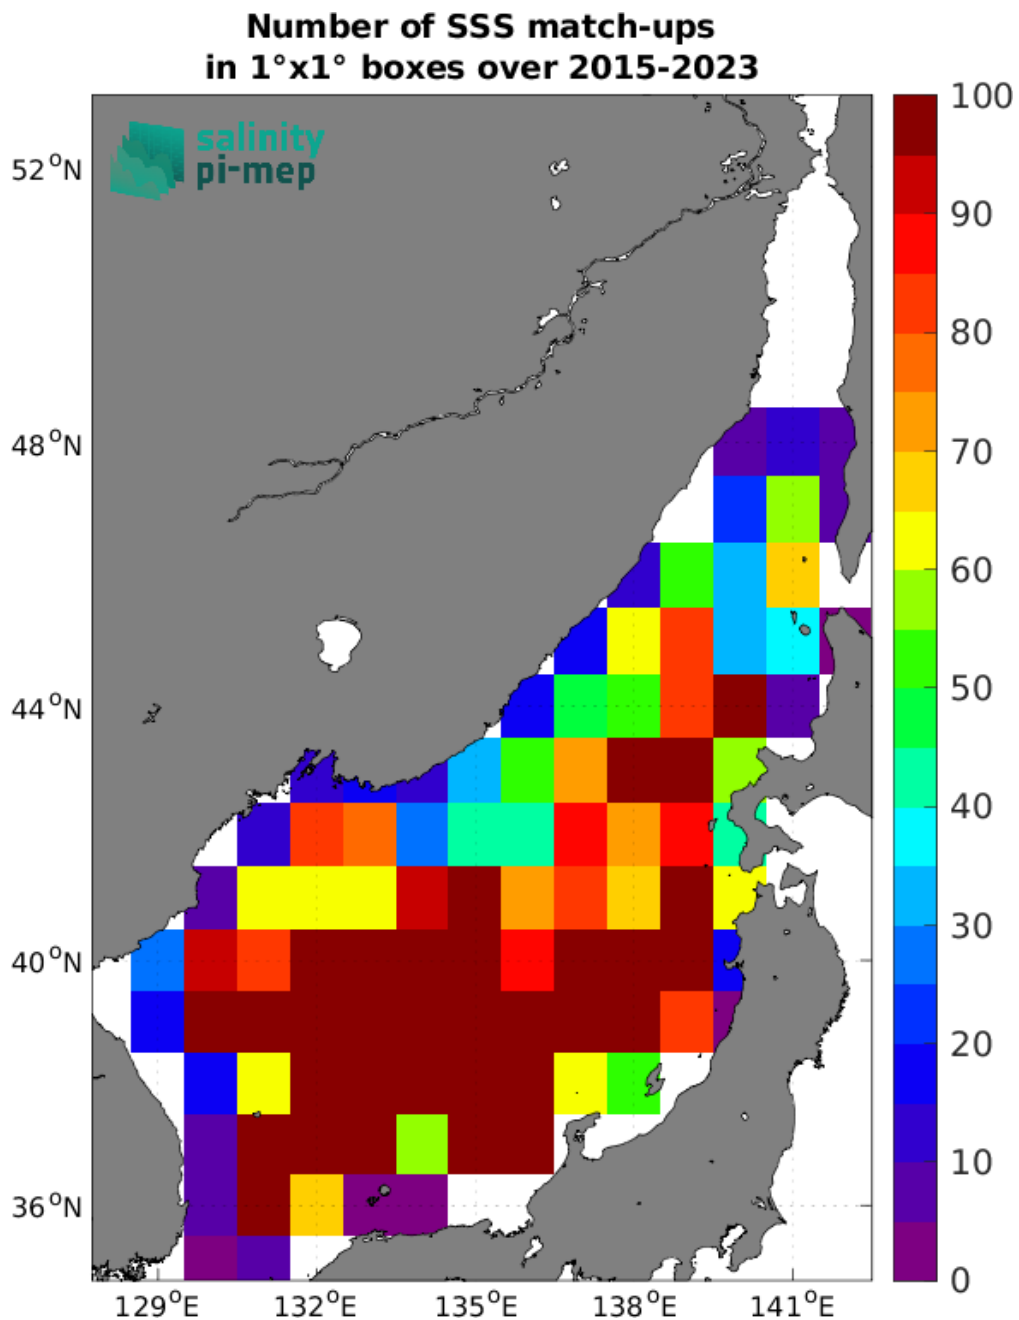 Number of SSS match-ups
in 1°x1° boxes over 2015-2023
salinity
pi-mep
52°N
48°N
44°N
40°N
36°N
129°E 132°E 135°E 138°E 141°E
100
90
80
70
60
50
40
30
20
10
0